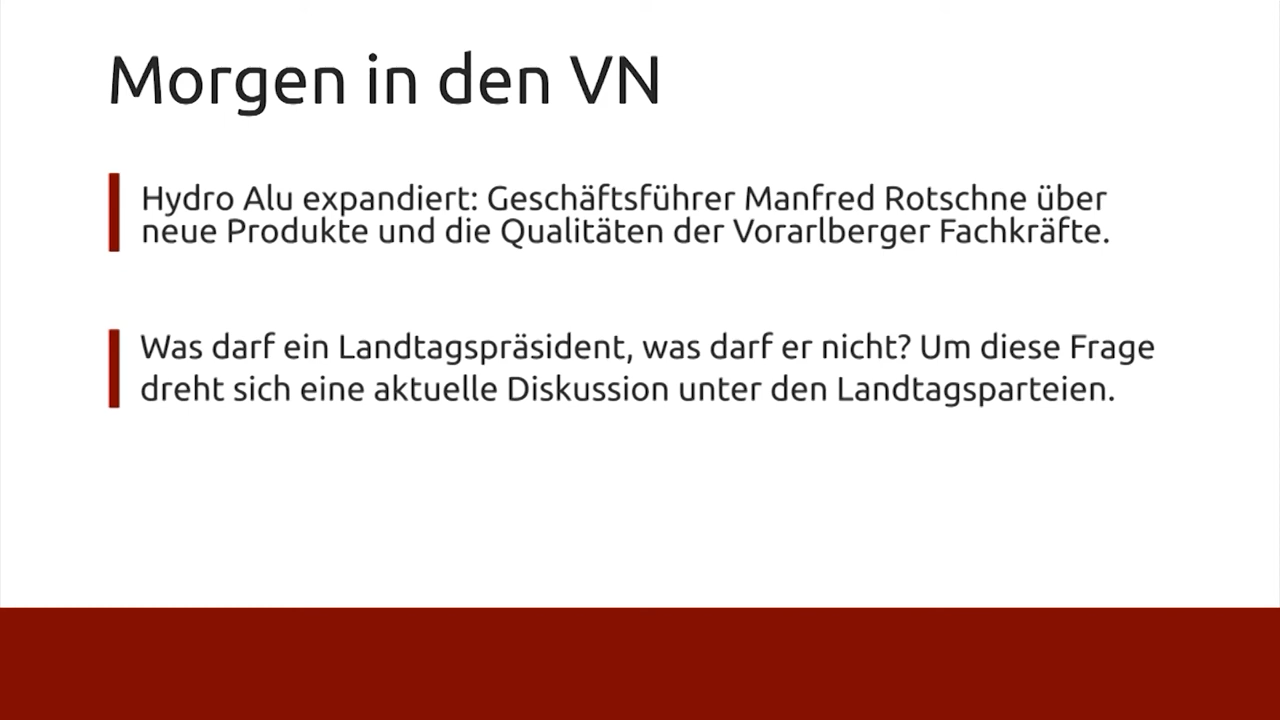 Morgen in den VN
Hydro Alu expandiert: Geschäftsführer Manfred Rotschne über
neue Produkte und die Qualitäten der Vorarlberger Fachkräfte.
Was darf ein Landtagspräsident, was darf er nicht? Um diese Frage
dreht sich eine aktuelle Diskussion unter den Landtagsparteien.